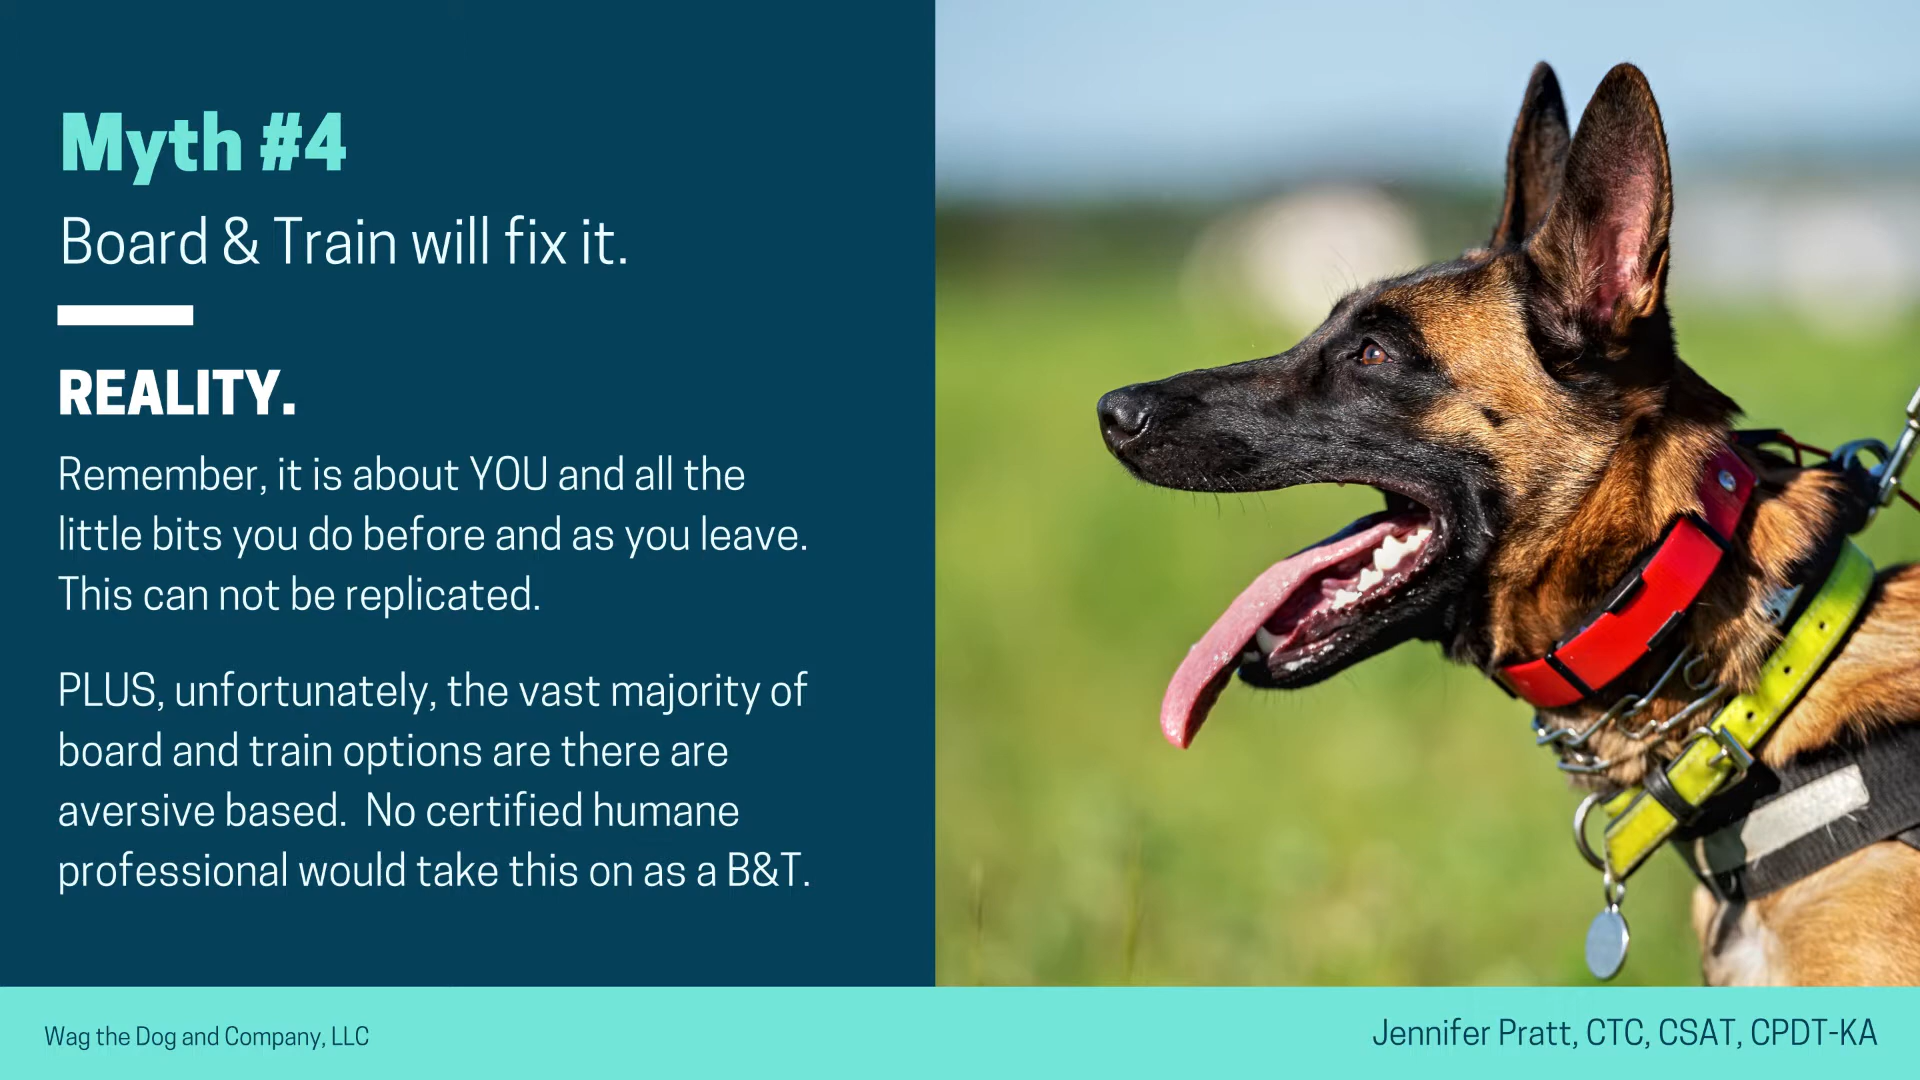 Myth #4
Board & Train will fix it.
REALITY.
Remember, it is about YOU and all the
little bits you do before and as you leave.
This can not be replicated.
PLUS, unfortunately, the vast majority of
board and train options are there are
aversive based.  No certified humane
professional would take this on as a B&T.
Wag the Dog and Company, LLC
Jennifer Pratt, CTC, CSAT, CPDT-KA